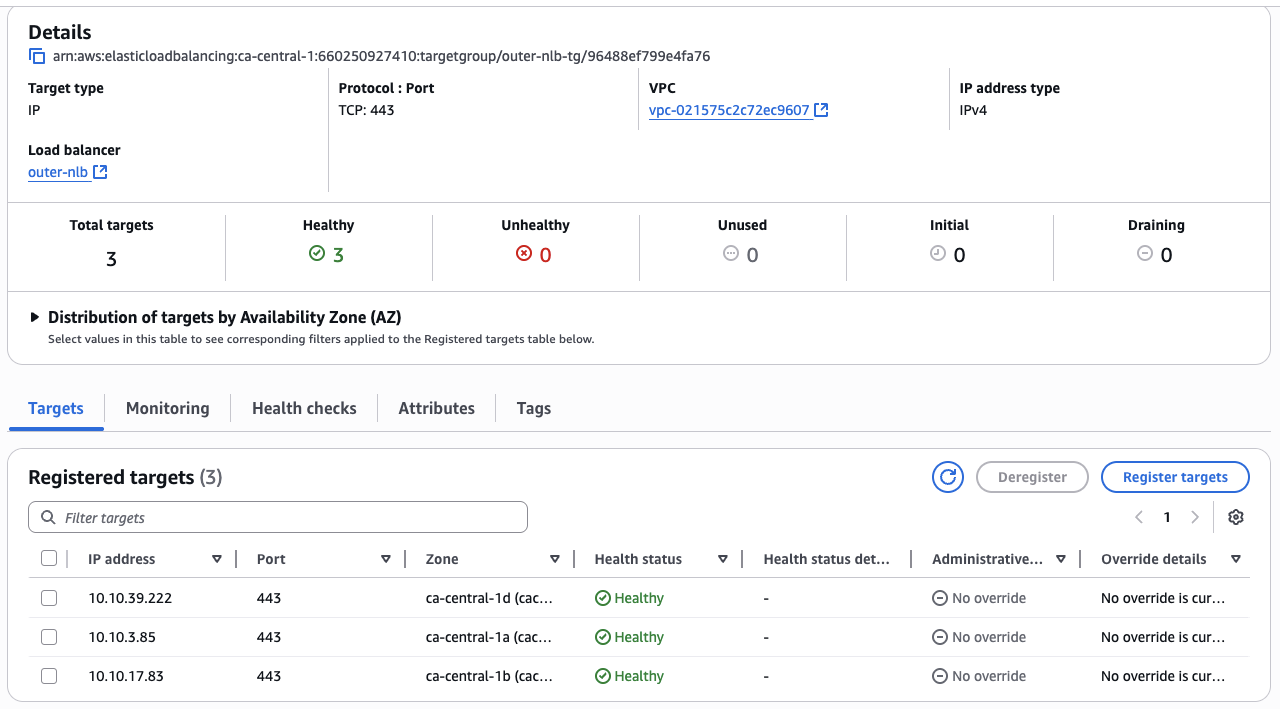 Details
arn:aws:elasticloadbalancing:ca-central-1:660250927410:targetgroup/outer-nlb-tg/96488ef799e4fa76
Target type
IP
Protocol : Port
TCP: 443
VPC
vpc-021575c2c72ec9607
IP address type
IPv4
Load balancer
outer-nlb
Total targets
3
Healthy
3
Unhealthy
0
Unused
0
Initial
0
Draining
0
Distribution of targets by Availability Zone (AZ)
Select values in this table to see corresponding filters applied to the Registered targets table below.
Targets Monitoring Health checks Attributes Tags
Registered targets (3)
Deregister
Register targets
Filter targets
1
IP address Port Zone Health status Health status det... Administrative... Override details
10.10.39.222 443 ca-central-1d (cac... Healthy - No override No override is cur...
10.10.3.85 443 ca-central-1a (cac... Healthy - No override No override is cur...
10.10.17.83 443 ca-central-1b (cac... Healthy - No override No override is cur...